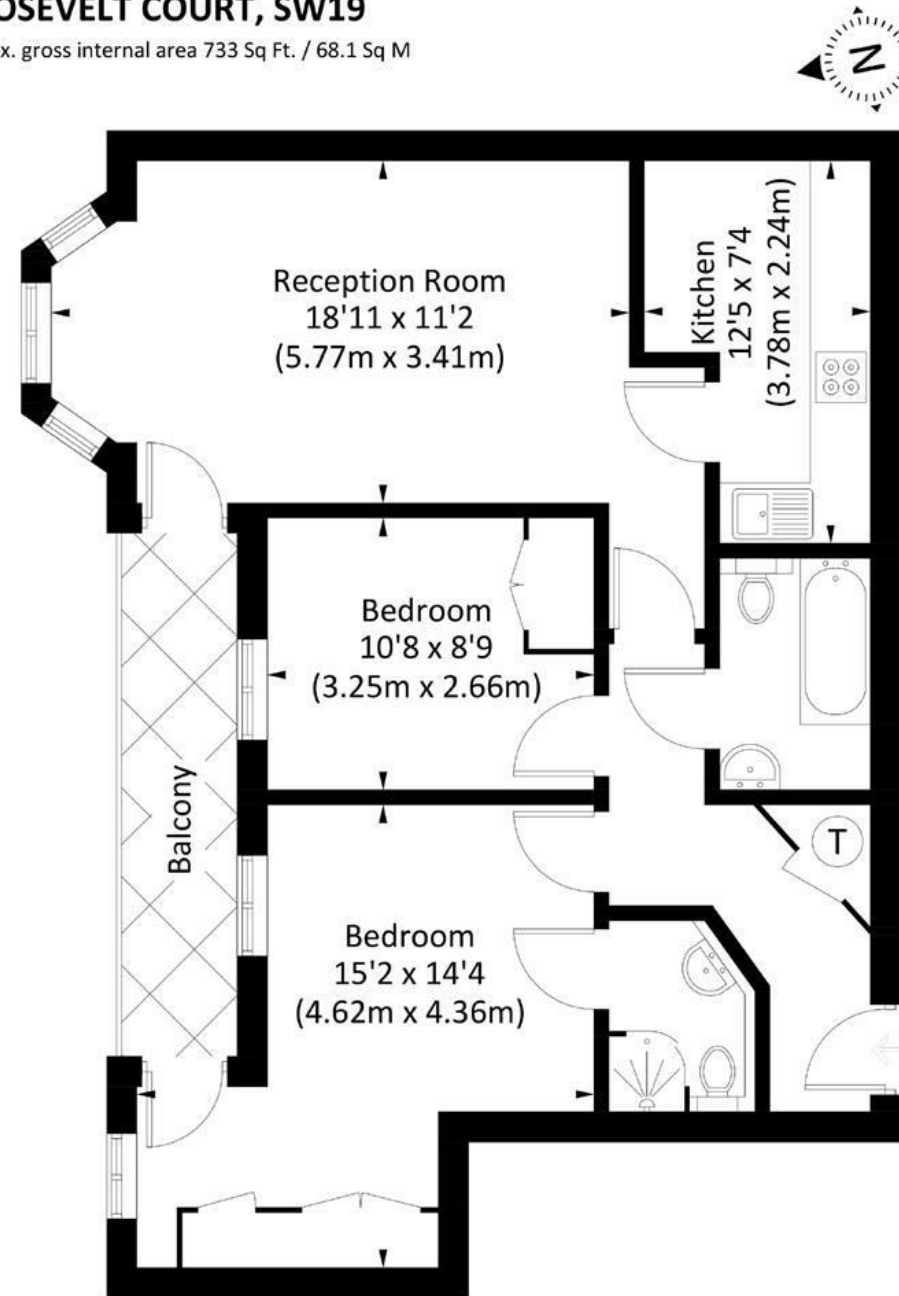 OSEVELT COURT, SW19
x. gross internal area 733 Sq Ft. / 68.1 Sq M
N
Reception Room
18'11 x 11'2
(5.77m x 3.41m)
Kitchen
12'5 x 7'4
(3.78m x 2.24m)
Bedroom
10'8 x 8'9
(3.25m x 2.66m)
Balcony
T
Bedroom
15'2 x 14'4
(4.62m x 4.36m)